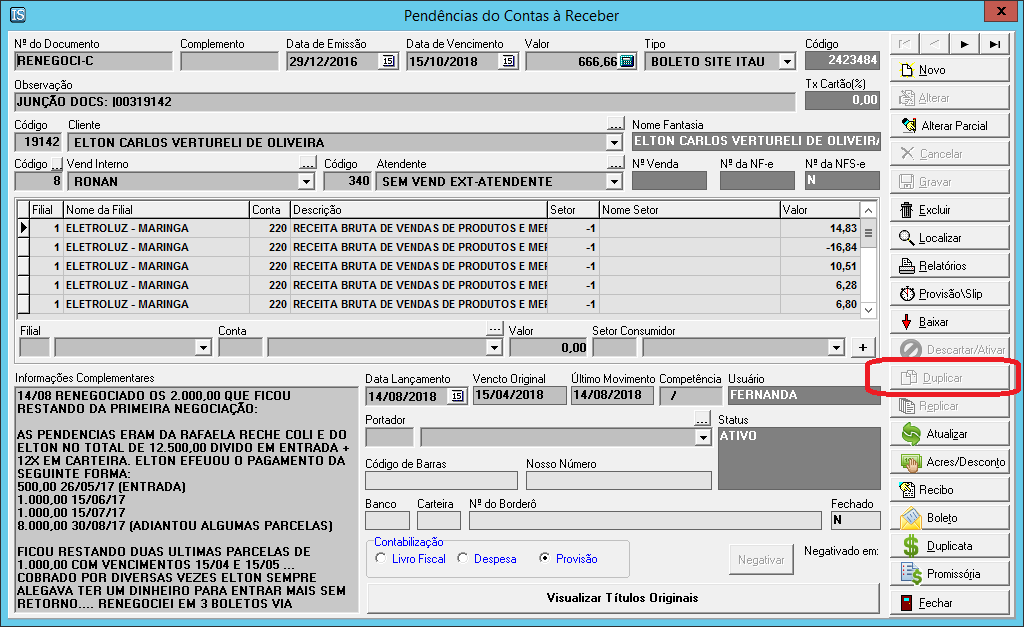 IS
Pendências do Contas à Receber
x
Nº do Documento Complemento Data de Emissão Data de Vencimento Valor Tipo Código
RENEGOCI-C 29/12/2016 15 15/10/2018 15 666,66 BOLETO SITE ITAU 2423484
Observação Tx Cartão(%)
JUNÇÃO DOCS: |00319142 0,00
Código Cliente ... Nome Fantasia
19142 ELTON CARLOS VERTURELI DE OLIVEIRA ELTON CARLOS VERTURELI DE OLIVEIRA
Código ... Vend Interno ... Código Atendente ... Nº Venda Nº da NF-e Nº da NFS-e
8 RONAN 340 SEM VEND EXT-ATENDENTE N
Filial Nome da Filial Conta Descrição Setor Nome Setor Valor
1 ELETROLUZ - MARINGA 220 RECEITA BRUTA DE VENDAS DE PRODUTOS E MER -1 14,83
1 ELETROLUZ - MARINGA 220 RECEITA BRUTA DE VENDAS DE PRODUTOS E MER -1 -16,84
1 ELETROLUZ - MARINGA 220 RECEITA BRUTA DE VENDAS DE PRODUTOS E MER -1 10,51
1 ELETROLUZ - MARINGA 220 RECEITA BRUTA DE VENDAS DE PRODUTOS E MER -1 6,28
1 ELETROLUZ - MARINGA 220 RECEITA BRUTA DE VENDAS DE PRODUTOS E MER -1 6,80
Filial Conta ... Valor Setor Consumidor
0,00 +
Informações Complementares
14/08 RENEGOCIADO OS 2.000,00 QUE FICOU
RESTANDO DA PRIMEIRA NEGOCIAÇÃO:
AS PENDENCIAS ERAM DA RAFAELA RECHE COLI E DO
ELTON NO TOTAL DE 12.500,00 DIVIDO EM ENTRADA +
12X EM CARTEIRA. ELTON EFEUOU O PAGAMENTO DA
SEGUINTE FORMA:
500,00 26/05/17 (ENTRADA)
1.000,00 15/06/17
1.000,00 15/07/17
8.000,00 30/08/17 (ADIANTOU ALGUMAS PARCELAS)
FICOU RESTANDO DUAS ULTIMAS PARCELAS DE
1.000,00 COM VENCIMENTOS 15/04 E 15/05 ...
COBRADO POR DIVERSAS VEZES ELTON SEMPRE
ALEGAVA TER UM DINHEIRO PARA ENTRAR MAIS SEM
RETORNO.... RENEGOCIEI EM 3 BOLETOS VIA
Data Lançamento Vencto Original Último Movimento Competência Usuário
14/08/2018 15 15/04/2018 14/08/2018 / FERNANDA
Portador ... Status
ATIVO
Código de Barras Nosso Número
Banco Carteira Nº do Borderô Fechado
N
Contabilização
Livro Fiscal Despesa Provisão
Negativar Negativado em:
Visualizar Títulos Originais
Novo
Alterar
Alterar Parcial
Cancelar
Gravar
Excluir
Localizar
Relatórios
Provisão\Slip
Baixar
Descartar/Ativar
Duplicar
Replicar
Atualizar
Acres/Desconto
Recibo
Boleto
Duplicata
Promissória
Fechar